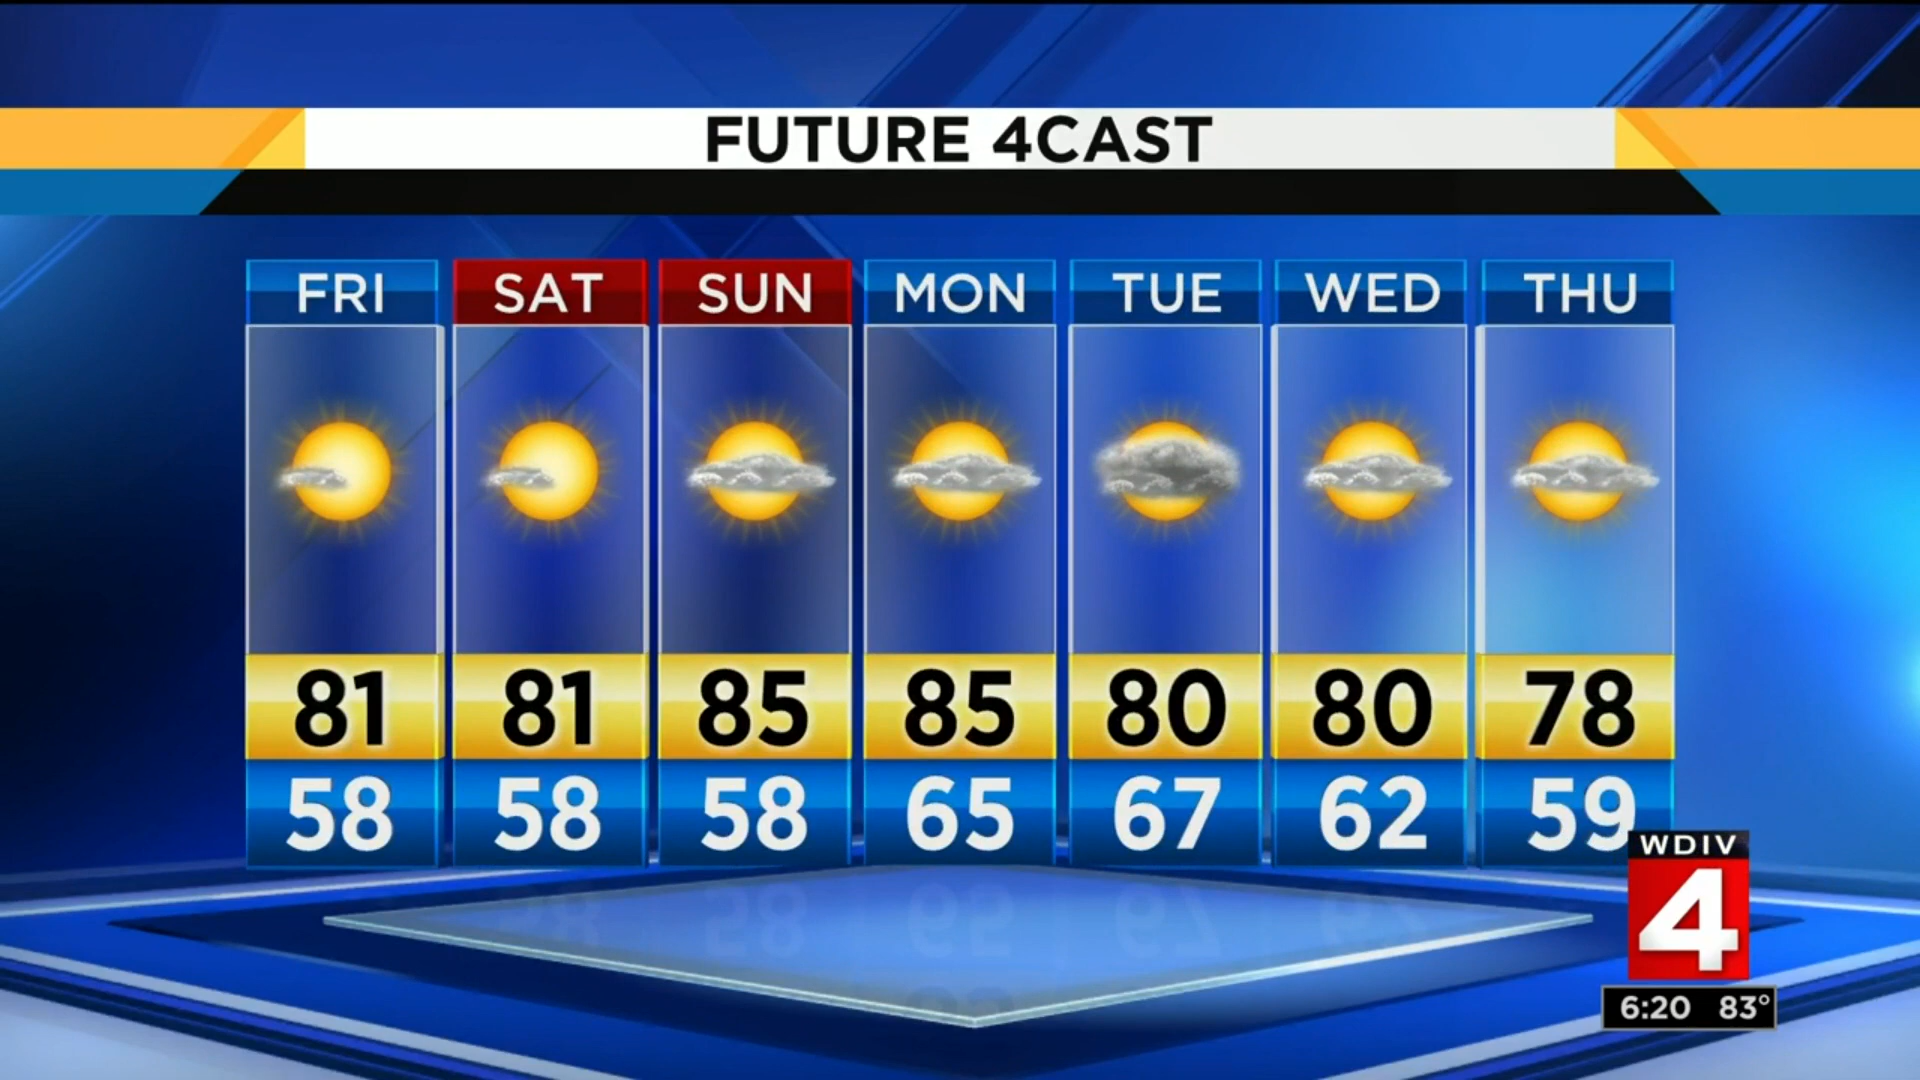 FUTURE 4CAST
FRI SAT SUN MON TUE WED THU
81 81 85 85 80 80 78
58 58 58 65 67 62 59
WDIV
4
6:20 83°